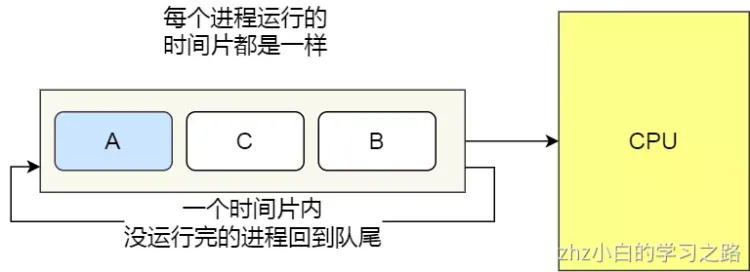 每个进程运行的
时间片都是一样
A
C
B
CPU
一个时间片内
没运行完的进程回到队尾
zhz小白的学习之路